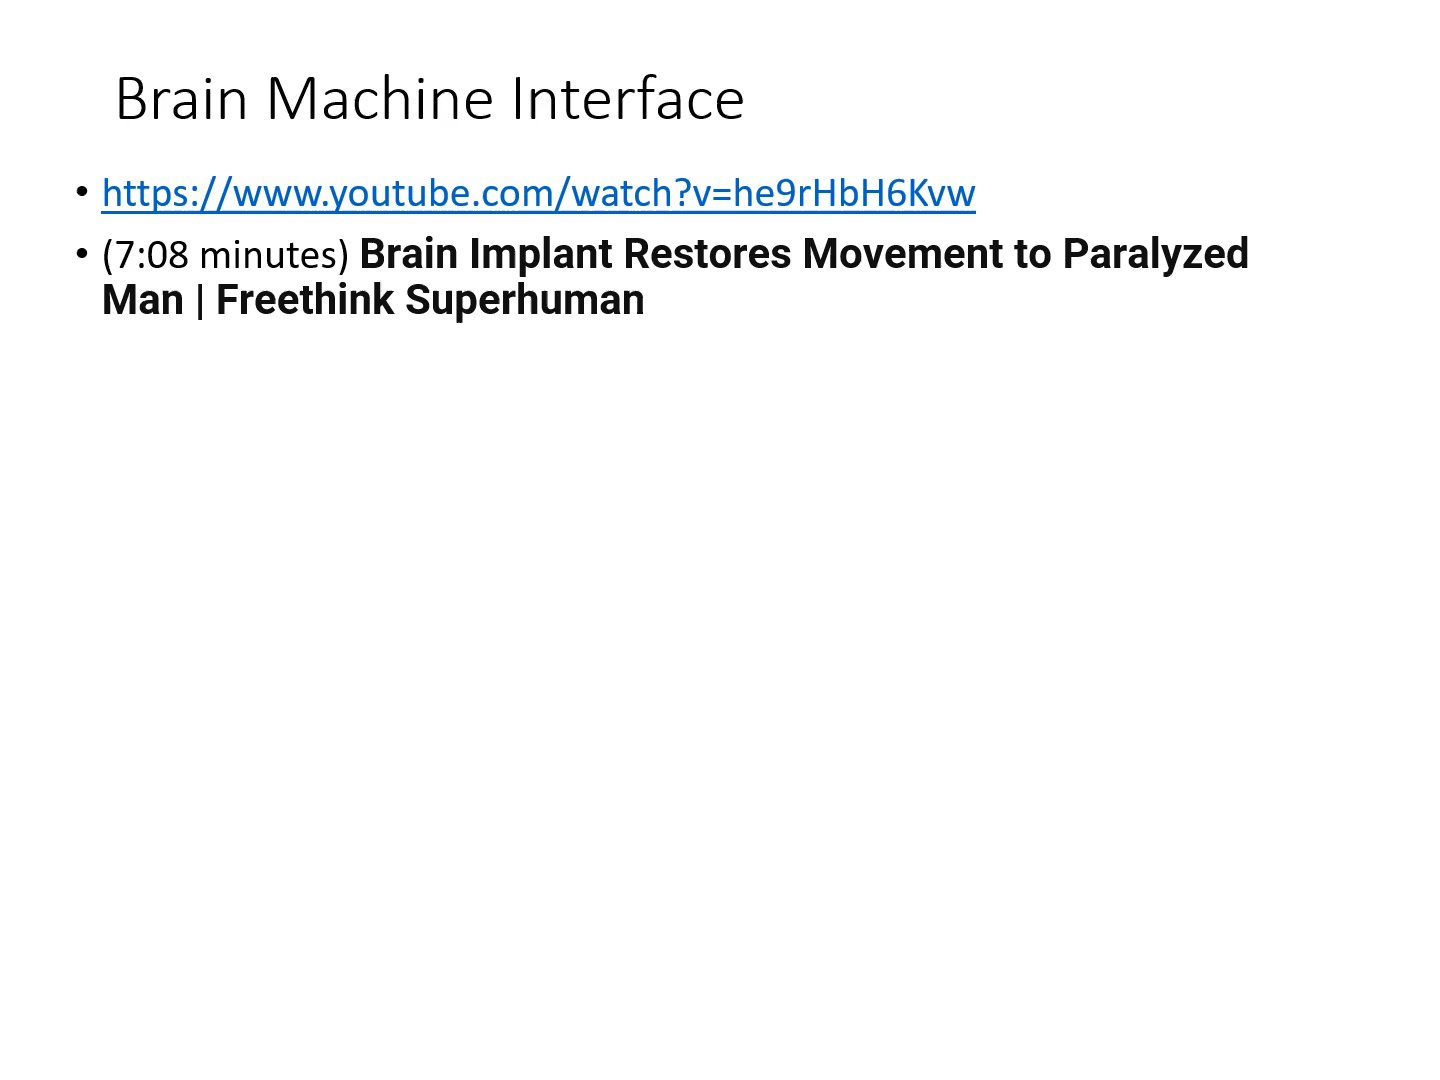 Brain Machine Interface
• https://www.youtube.com/watch?v=he9rHbH6Kvw
• (7:08 minutes) Brain Implant Restores Movement to Paralyzed
Man | Freethink Superhuman